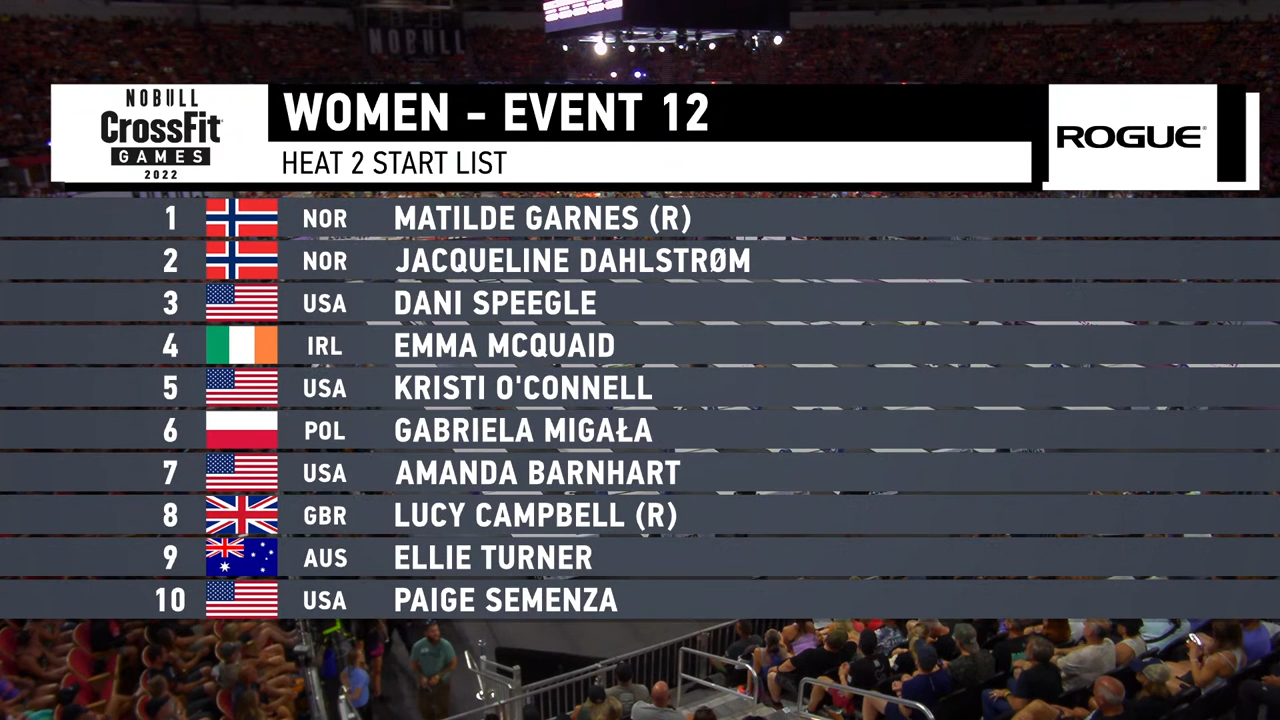 NOBULL
NOBULL
CrossFit
GAMES
2022
WOMEN - EVENT 12
HEAT 2 START LIST
ROGUE
1 NOR MATILDE GARNES (R)
2 NOR JACQUELINE DAHLSTRØM
3 USA DANI SPEEGLE
4 IRL EMMA MCQUAID
5 USA KRISTI O'CONNELL
6 POL GABRIELA MIGAŁA
7 USA AMANDA BARNHART
8 GBR LUCY CAMPBELL (R)
9 AUS ELLIE TURNER
10 USA PAIGE SEMENZA